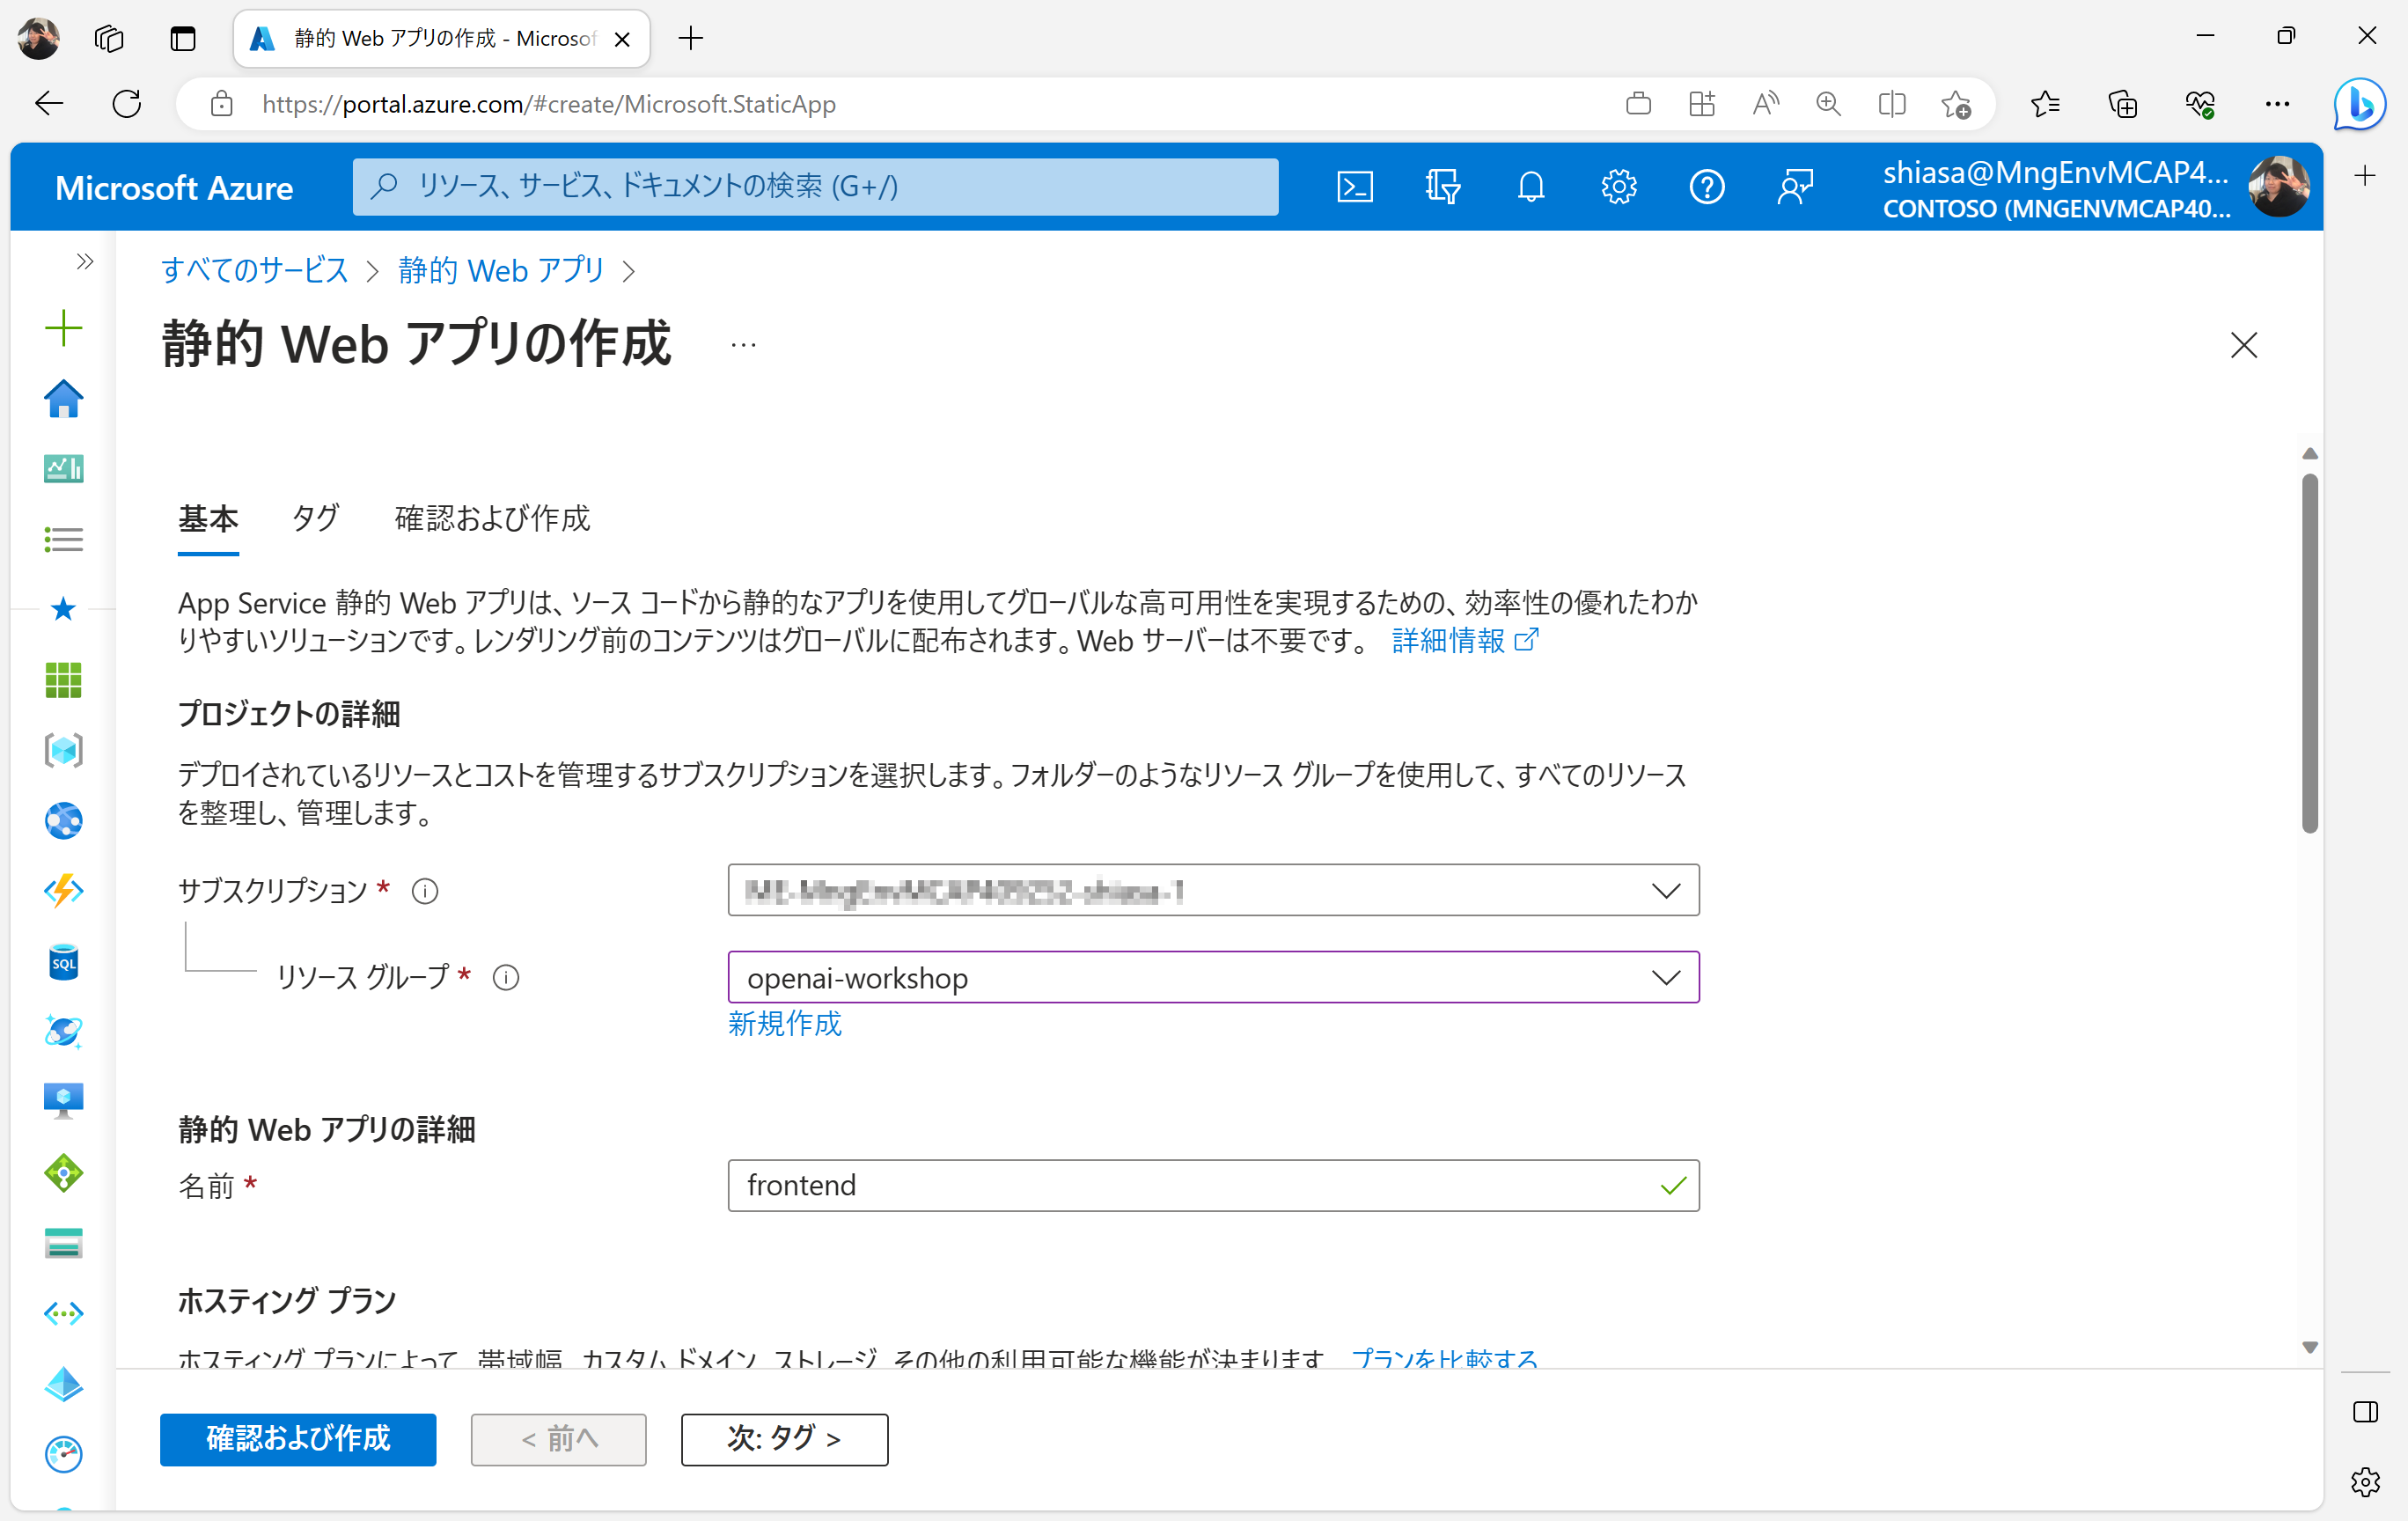 静的 Web アプリの作成 - Microsof
https://portal.azure.com/#create/Microsoft.StaticApp
Microsoft Azure
リソース、サービス、ドキュメントの検索 (G+/)
shiasa@MngEnvMCAP4...
CONTOSO (MNGENVMCAP40...
すべてのサービス > 静的 Web アプリ >
静的 Web アプリの作成 ...
基本 タグ 確認および作成
App Service 静的 Web アプリは、ソース コードから静的なアプリを使用してグローバルな高可用性を実現するための、効率性の優れたわか
りやすいソリューションです。レンダリング前のコンテンツはグローバルに配布されます。Web サーバーは不要です。 詳細情報
プロジェクトの詳細
デプロイされているリソースとコストを管理するサブスクリプションを選択します。フォルダーのようなリソース グループを使用して、すべてのリソース
を整理し、管理します。
サブスクリプション *
リソース グループ *
openai-workshop
新規作成
静的 Web アプリの詳細
名前 *
frontend
ホスティング プラン
ホスティング プランによって、帯域幅、カスタム ドメイン、ストレージ、その他の利用可能な機能が決まります。 プランを比較する
SQL
確認および作成
< 前へ
次: タグ >